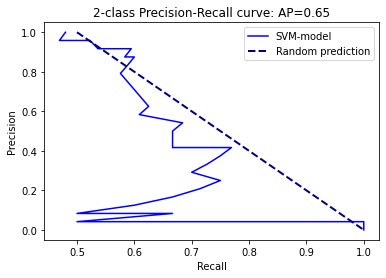 2-class Precision-Recall curve: AP=0.65
SVM-model
Random prediction
Precision
1.0
0.8
0.6
0.4
0.2
0.0
0.5 0.6 0.7 0.8 0.9 1.0
Recall